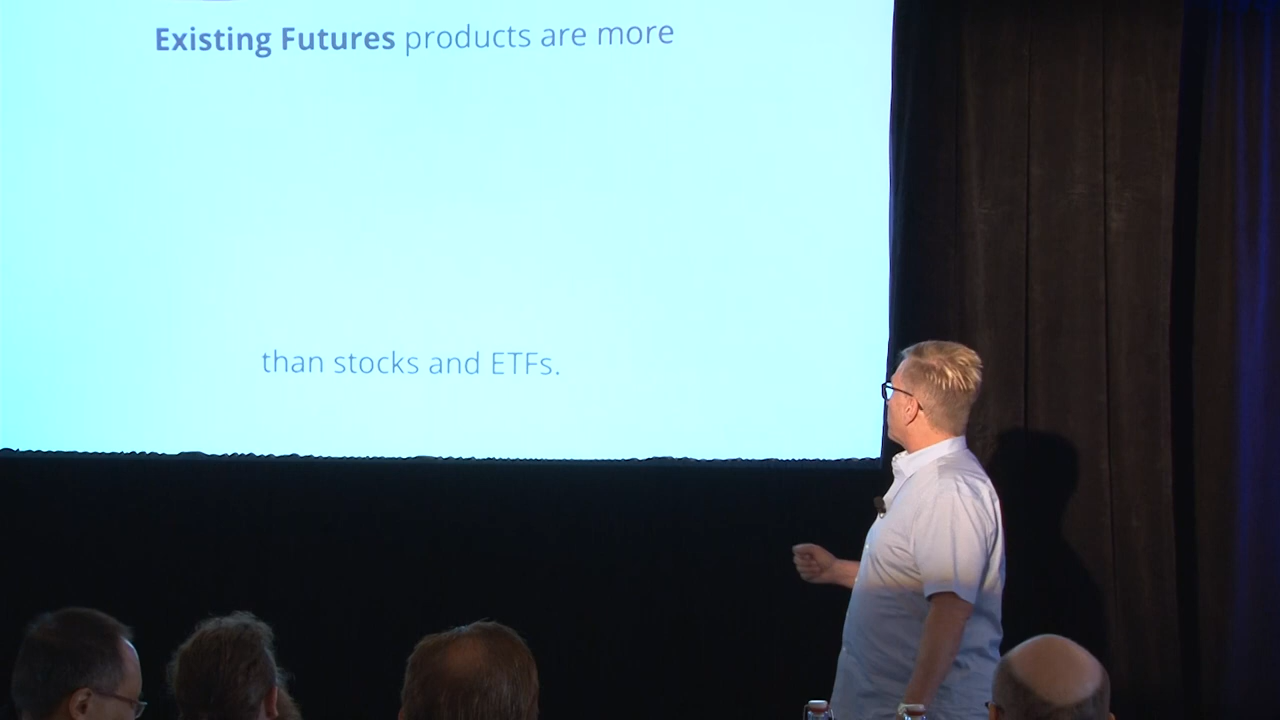 Existing Futures products are more
than stocks and ETFs.